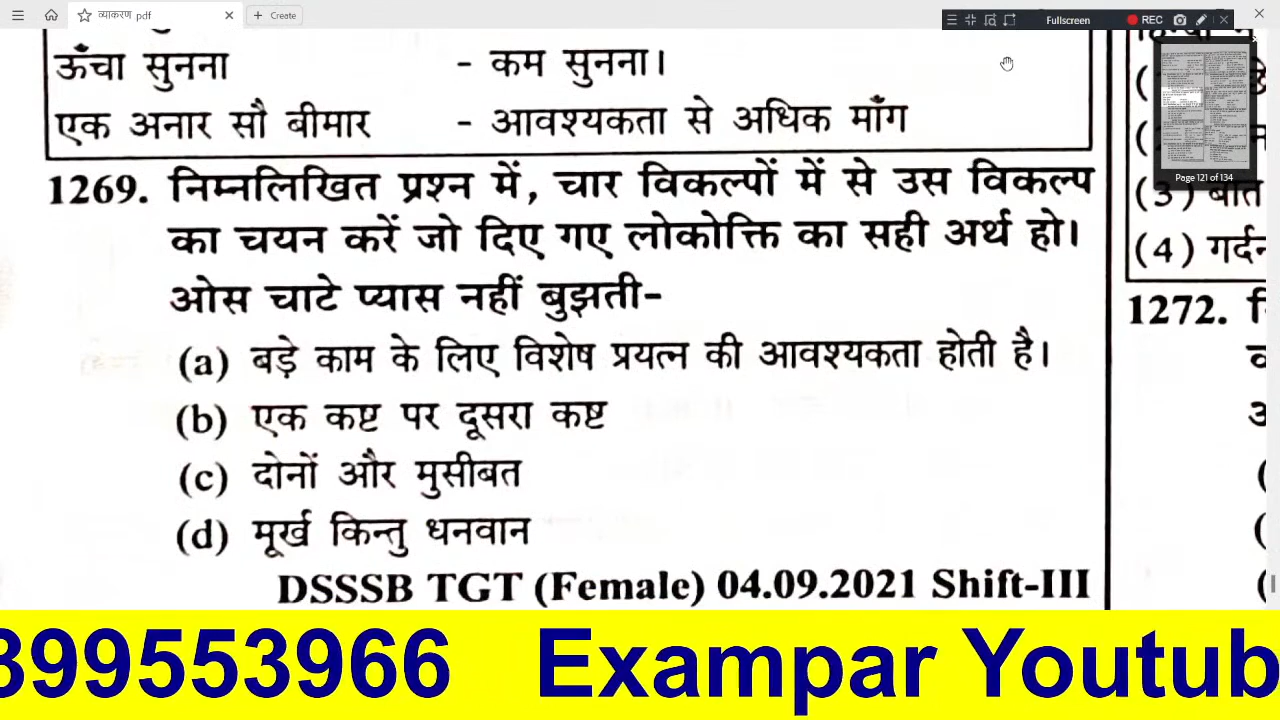 व्याकरण pdf
Create
Fullscreen
REC
ऊँचा सुनना - कम सुनना।
एक अनार सौ बीमार - आवश्यकता से अधिक माँग
1269. निम्नलिखित प्रश्न में, चार विकल्पों में से उस विकल्प
का चयन करें जो दिए गए लोकोक्ति का सही अर्थ हो।
ओस चाटे प्यास नहीं बुझती-
(a) बड़े काम के लिए विशेष प्रयत्न की आवश्यकता होती है।
(b) एक कष्ट पर दूसरा कष्ट
(c) दोनों और मुसीबत
(d) मूर्ख किन्तु धनवान
DSSSB TGT (Female) 04.09.2021 Shift-III
Page 121 of 134
(3) बात
(4) गर्दन
1272.
399553966 Exampar Youtub